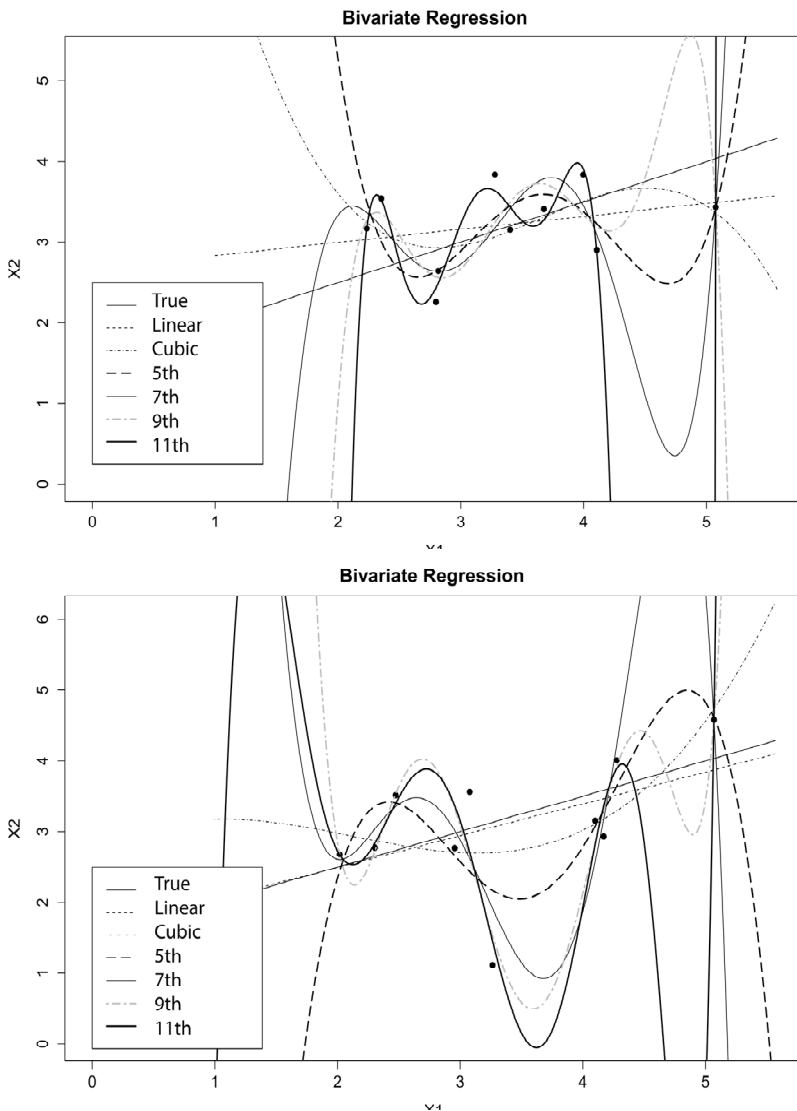 Bivariate Regression
5
4
3
2
1
0
X2
True
Linear
Cubic
5th
7th
9th
11th
0 1 2 3 4 5
X1
Bivariate Regression
6
5
4
3
2
1
0
X2
True
Linear
Cubic
5th
7th
9th
11th
0 1 2 3 4 5
X1